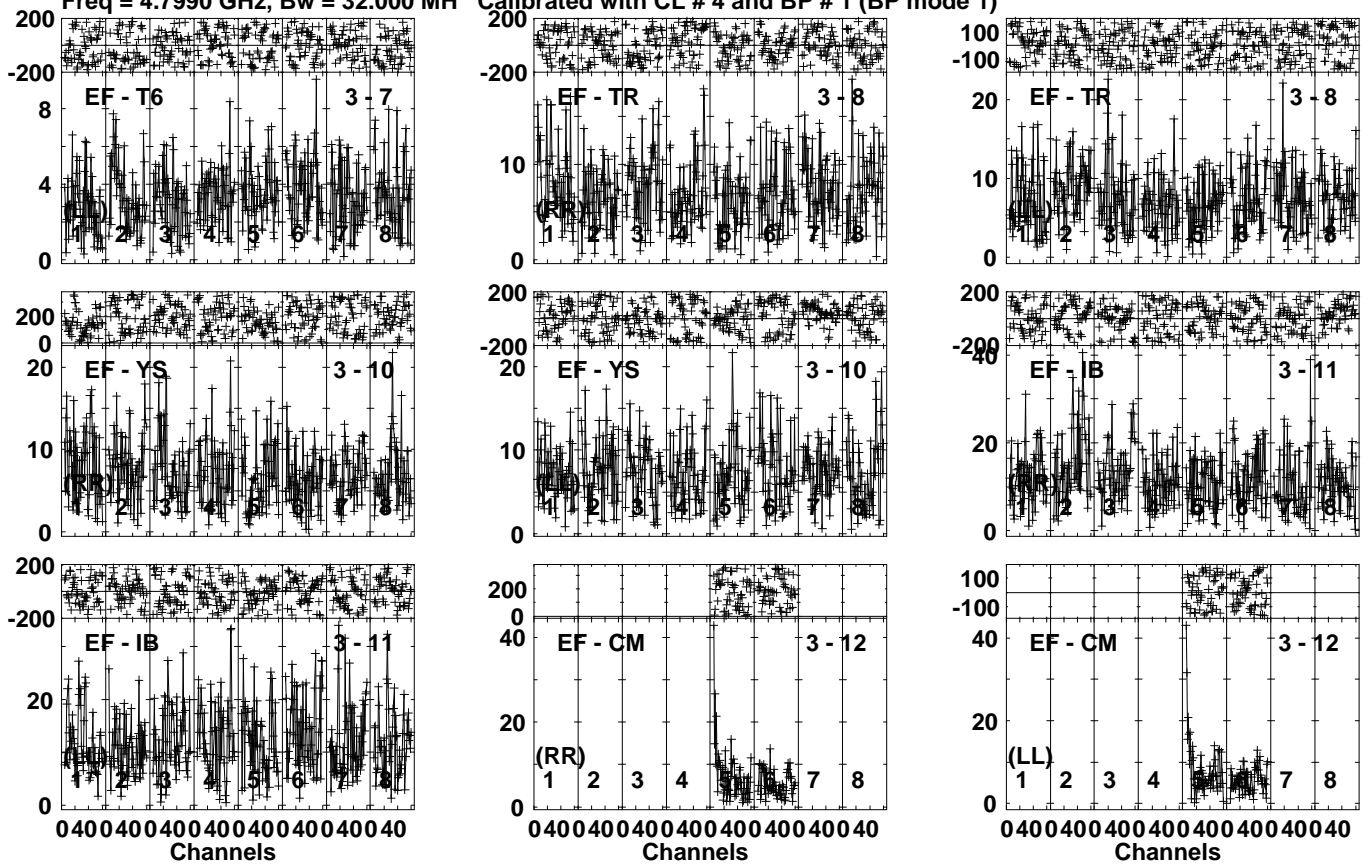 Freq = 4.7990 GHz, Bw = 32.000 MH Calibrated with CL # 4 and BP # 1 (BP mode 1)
200 100
-200 -200 -100
EF - T6 3 - 7 EF - TR 3 - 8 EF - TR 3 - 8
8 20
10
4 10
(LL) (RR) (LL)
1 2 3 4 5 6 7 8 1 2 3 4 5 6 7 8 1 2 3 4 5 6 7 8
0 0 0
200 200
200
0 -200 -200
40
EF - YS 3 - 10 EF - YS 3 - 10 EF - IB 3 - 11
20 20
10 10 20
(RR) (LL) (RR)
1 2 3 4 5 6 7 8 1 2 3 4 5 6 7 8 1 2 3 4 5 6 7 8
0 0 0
200 200 100
-200 0 -100
EF - IB 3 - 11 EF - CM 3 - 12 EF - CM 3 - 12
40 40
20 20 20
(LL) (RR) (LL)
1 2 3 4 5 6 7 8 1 2 3 4 5 6 7 8 1 2 3 4 5 6 7 8
0 0 0
0 40 0 40 0 40 0 40 0 40 0 40 0 40 0 40 0 40 0 40 0 40 0 40 0 40 0 40 0 40 0 40 0 40 0 40 0 40 0 40 0 40 0 40 0 40 0 40
Channels Channels Channels